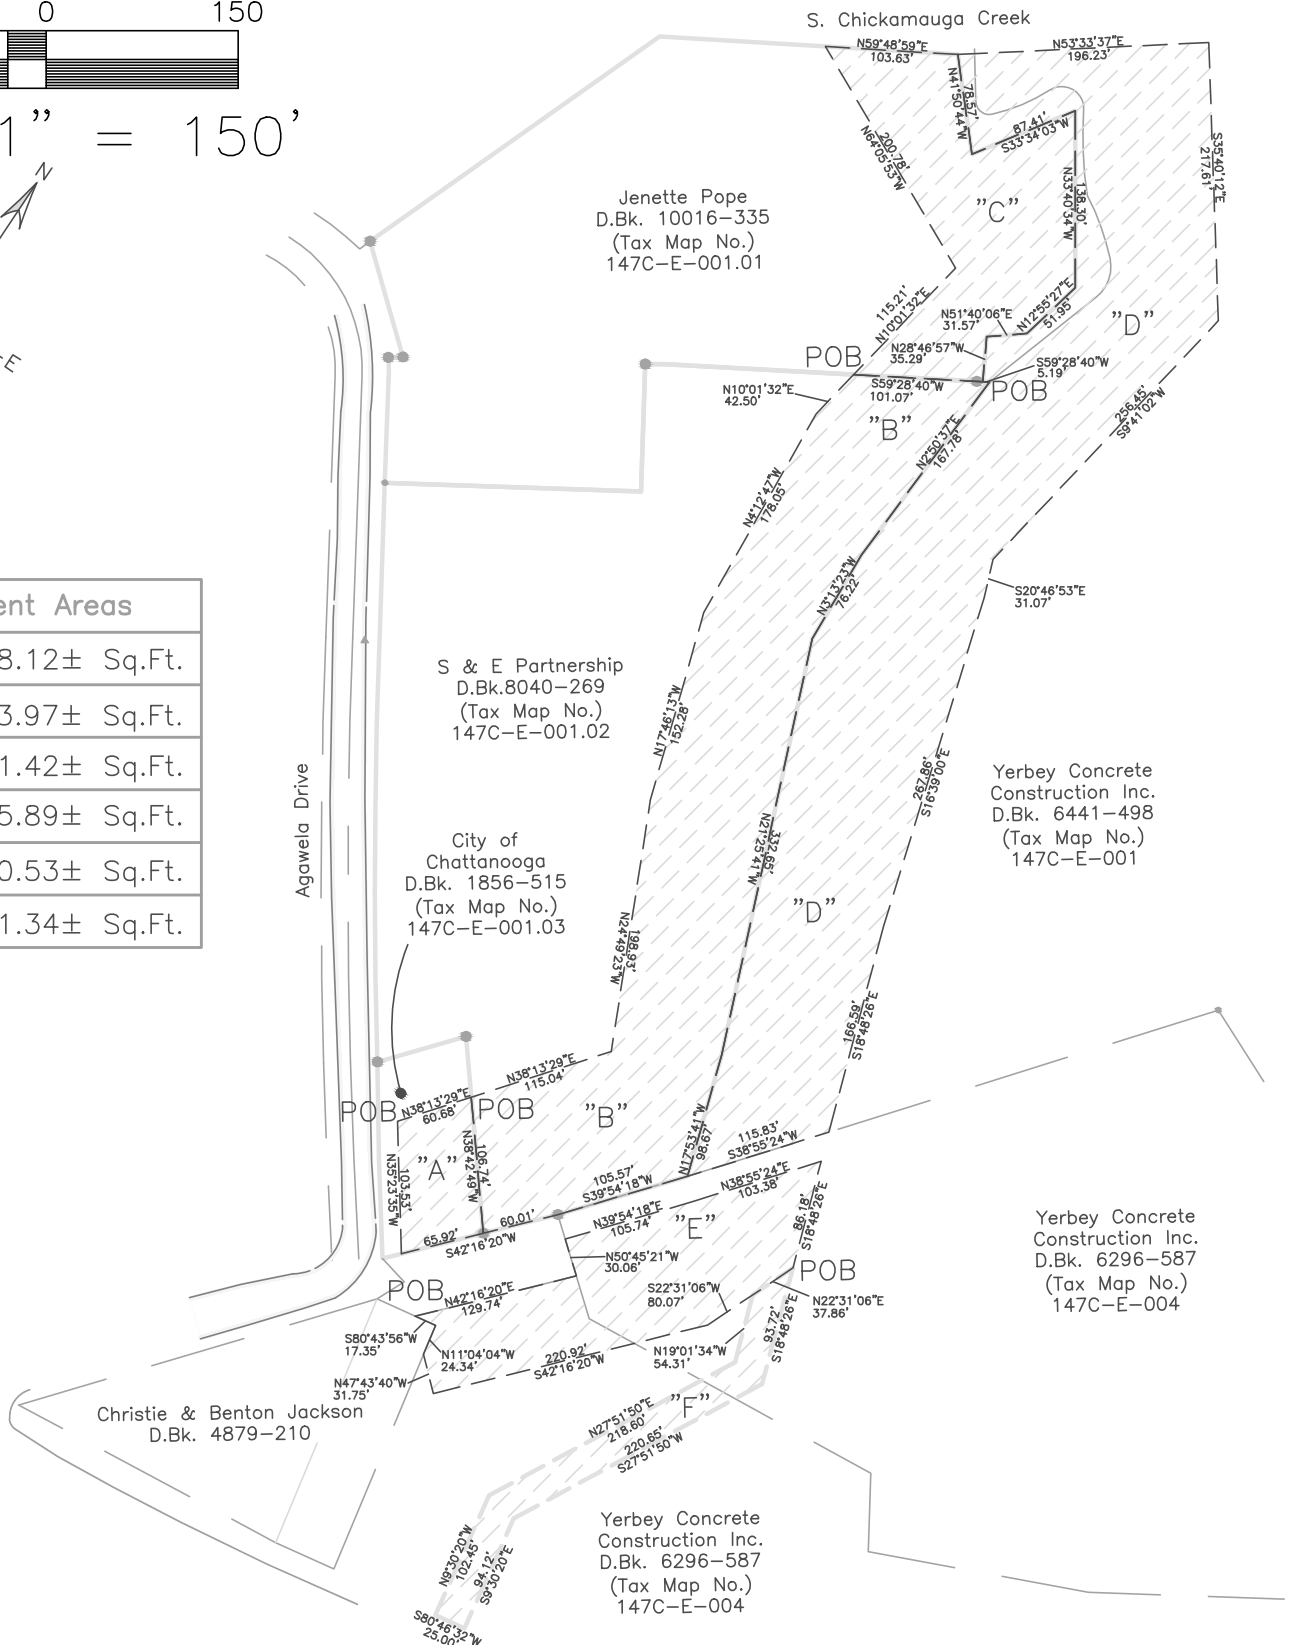 0 150
1" = 150'
N
S. Chickamauga Creek
N59°48'59"E
103.63'
N53°33'37"E
196.23'
78.57'
N41°50'44"W
87.41'
S33°34'03"W
200.78'
N64°05'53"W
138.30'
N33°40'34"W
S35°40'12"E
217.61'
Jenette Pope
D.Bk. 10016-335
(Tax Map No.)
147C-E-001.01
"C"
"D"
115.21'
N10°01'32"E
N51°40'06"E
31.57'
N12°55'27"E
51.95'
N28°46'57"W
35.29'
POB
S59°28'40"W
5.19'
POB
S59°28'40"W
101.07'
N10°01'32"E
42.50'
"B"
256.45'
S9°41'02"W
N2°50'37"E
167.78'
N4°12'47"W
178.05'
N3°13'23"W
76.22'
S20°46'53"E
31.07'
ent Areas
8.12± Sq.Ft.
3.97± Sq.Ft.
1.42± Sq.Ft.
5.89± Sq.Ft.
0.53± Sq.Ft.
1.34± Sq.Ft.
S & E Partnership
D.Bk.8040-269
(Tax Map No.)
147C-E-001.02
N17°46'13"W
152.28'
267.86'
S16°39'00"E
Yerbey Concrete
Construction Inc.
D.Bk. 6441-498
(Tax Map No.)
147C-E-001
Agawela Drive
City of
Chattanooga
D.Bk. 1856-515
(Tax Map No.)
147C-E-001.03
332.65'
N21°25'41"W
"D"
198.93'
N24°49'23"W
166.59'
S18°48'26"E
N38°13'29"E
115.04'
POB
N38°13'29"E
60.68'
POB
"B"
"A"
103.53'
N35°23'35"W
106.74'
N38°42'49"W
N17°53'41"W
98.67'
115.83'
S38°55'24"W
105.57'
S39°54'18"W
N38°55'24"E
103.38'
65.92'
60.01'
S42°16'20"W
N39°54'18"E
105.74'
"E"
86.18'
S18°48'26"E
N50°45'21"W
30.06'
POB
POB
N42°16'20"E
129.74'
S22°31'06"W
80.07'
N22°31'06"E
37.86'
Yerbey Concrete
Construction Inc.
D.Bk. 6296-587
(Tax Map No.)
147C-E-004
S80°43'56"W
17.35'
N11°04'04"W
24.34'
220.92'
S42°16'20"W
N19°01'34"W
54.31'
93.72'
S18°48'26"E
N47°43'40"W
31.75'
Christie & Benton Jackson
D.Bk. 4879-210
"F"
N27°51'50"E
218.60'
220.65'
S27°51'50"W
N9°30'20"W
102.45'
94.12'
S9°30'20"E
S80°46'32"W
25.00'
Yerbey Concrete
Construction Inc.
D.Bk. 6296-587
(Tax Map No.)
147C-E-004